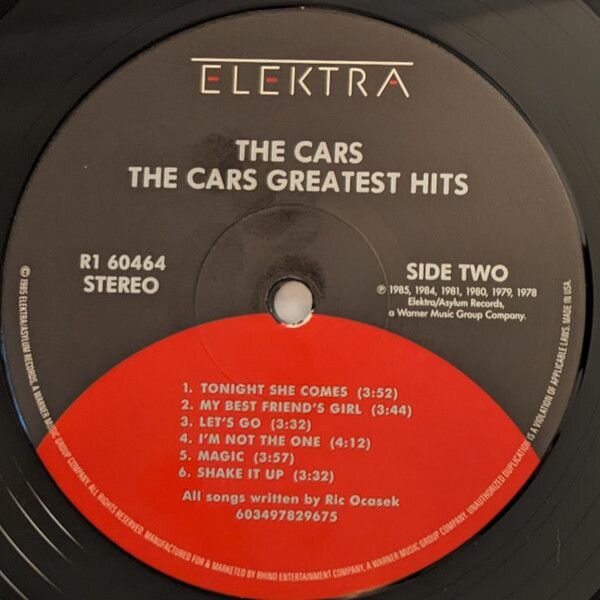 ELEKTRA
THE CARS
THE CARS GREATEST HITS
R1 60464
STEREO
SIDE TWO
℗ 1985, 1984, 1981, 1980, 1979, 1978
Elektra/Asylum Records,
a Warner Music Group Company.
1. TONIGHT SHE COMES (3:52)
2. MY BEST FRIEND'S GIRL (3:44)
3. LET'S GO (3:32)
4. I'M NOT THE ONE (4:12)
5. MAGIC (3:57)
6. SHAKE IT UP (3:32)
All songs written by Ric Ocasek
603497829675
© 1985 ELEKTRA/ASYLUM RECORDS, A WARNER MUSIC GROUP COMPANY. ALL RIGHTS RESERVED. MANUFACTURED FOR & MARKETED BY RHINO ENTERTAINMENT COMPANY, A WARNER MUSIC GROUP COMPANY. UNAUTHORIZED DUPLICATION IS A VIOLATION OF APPLICABLE LAWS. MADE IN USA.